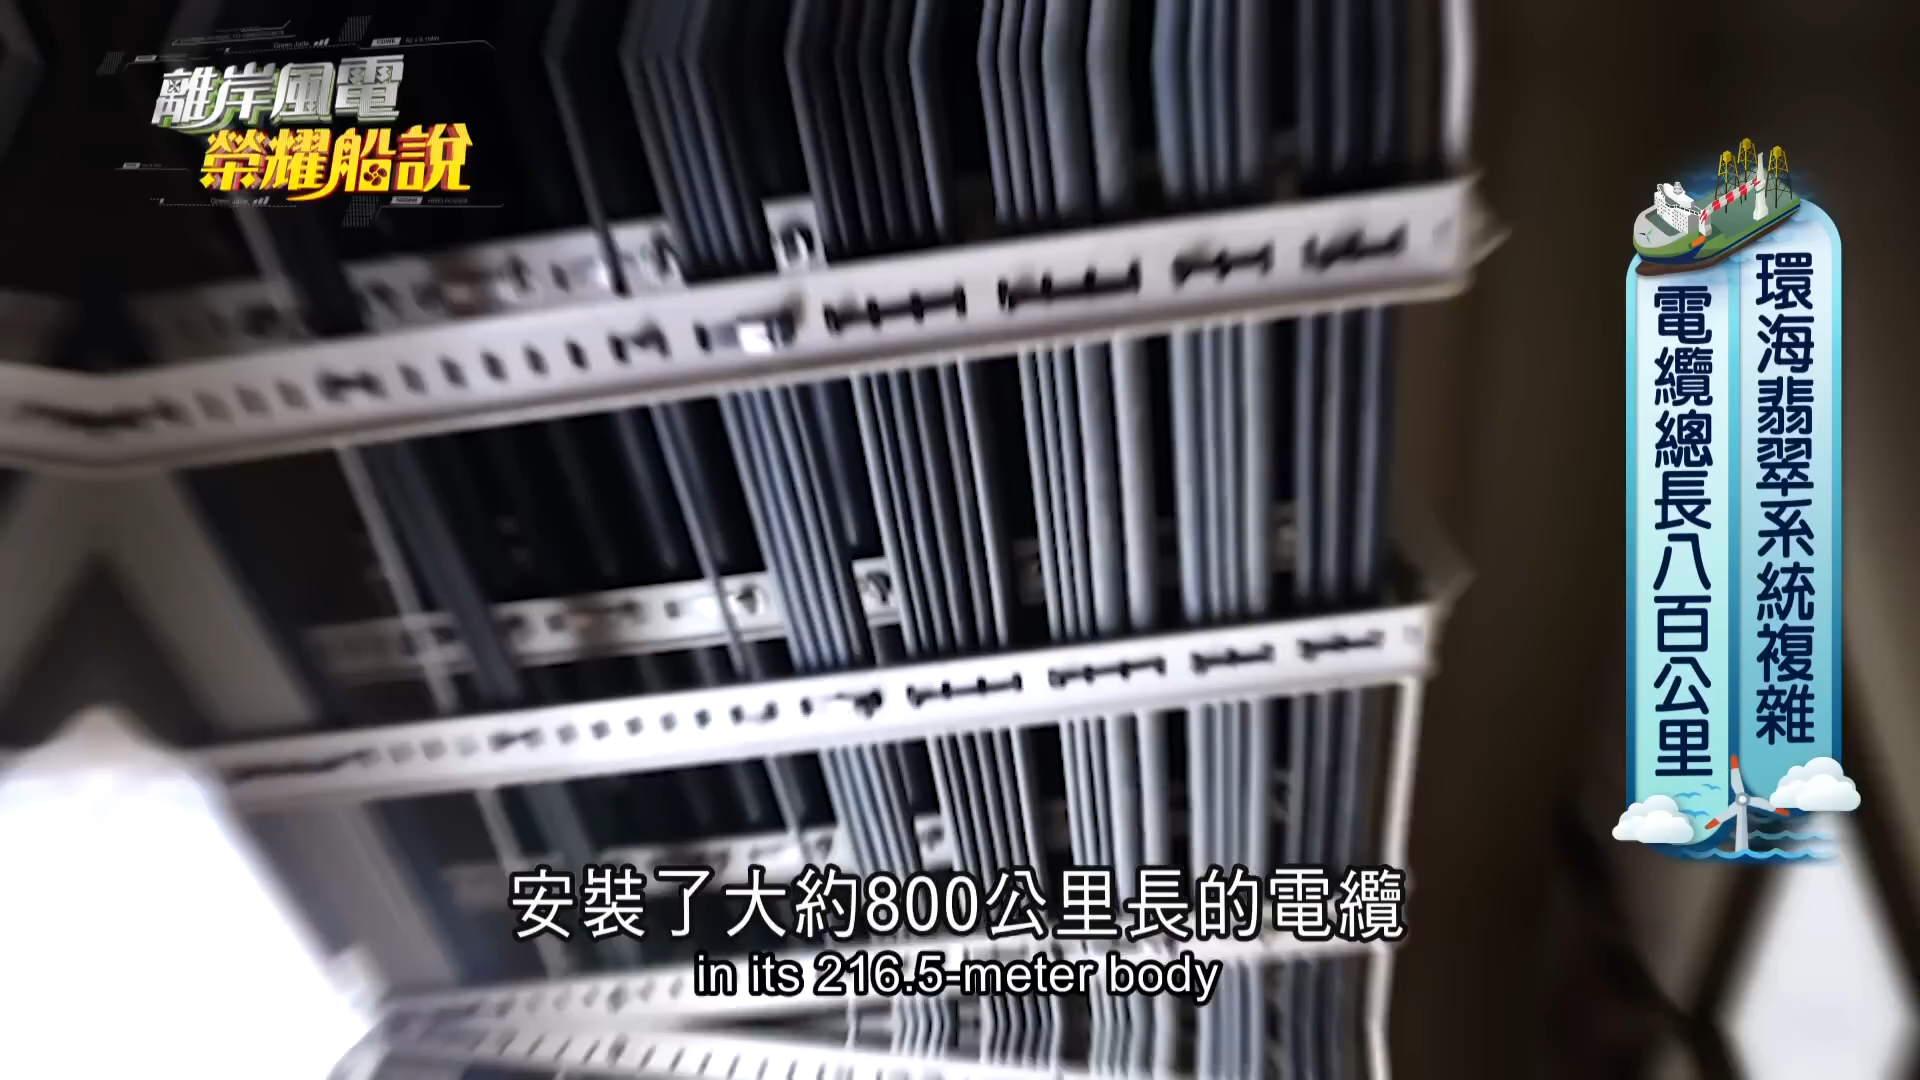 離岸風電
榮耀船說
環海翡翠系統複雜
電纜總長八百公里
安裝了大約800公里長的電纜
in its 216.5-meter body